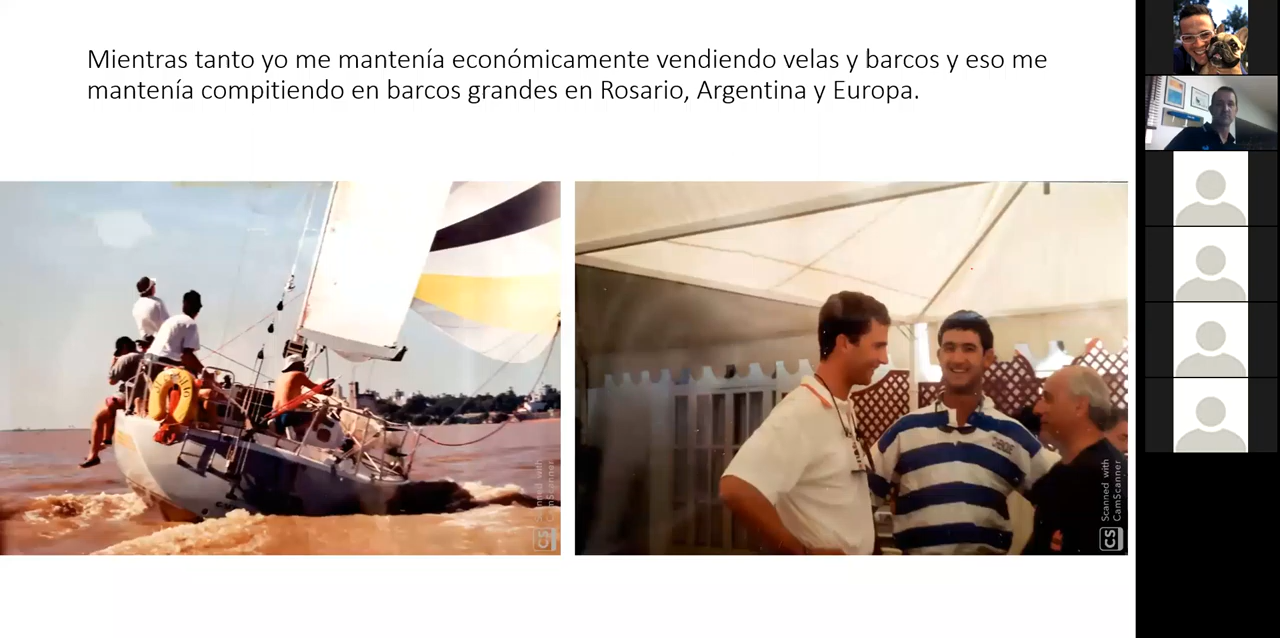 Mientras tanto yo me mantenía económicamente vendiendo velas y barcos y eso me
mantenía compitiendo en barcos grandes en Rosario, Argentina y Europa.
CS
Scanned with
CamScanner
CS
Scanned with
CamScanner